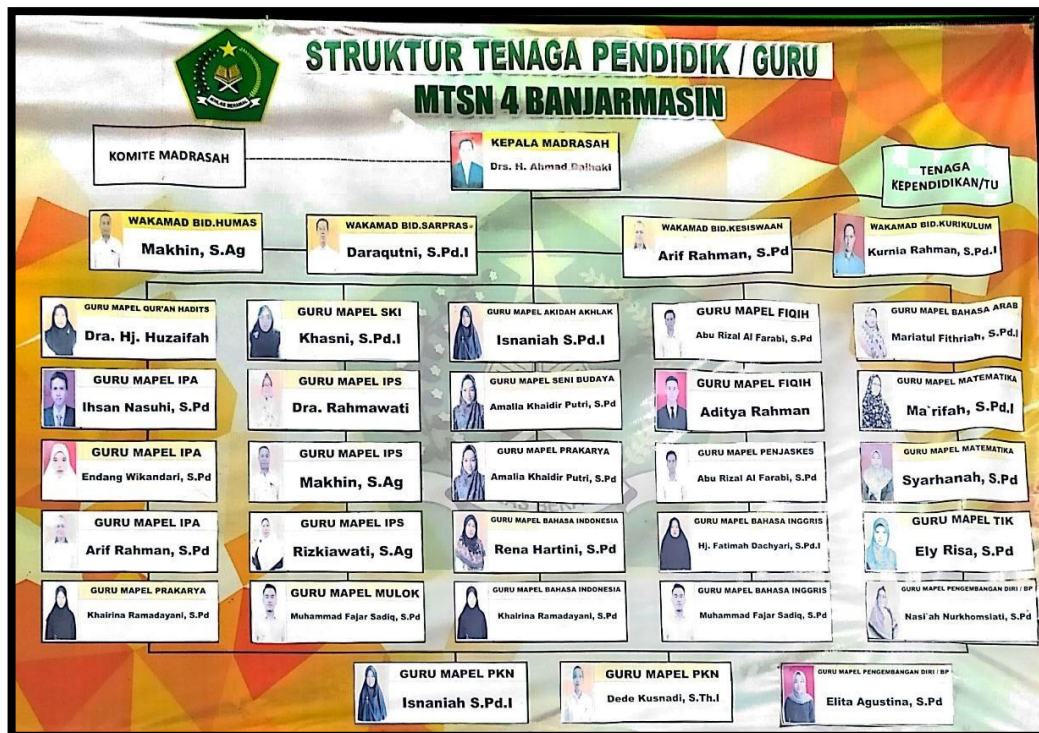 STRUKTUR TENAGA PENDIDIK / GURU
MTSN 4 BANJARMASIN
IKHLAS BERAMAL
KOMITE MADRASAH
KEPALA MADRASAH
Drs. H. Ahmad Baihaki
TENAGA
KEPENDIDIKAN/TU
WAKAMAD BID.HUMAS
Makhin, S.Ag
WAKAMAD BID.SARPRAS
Daraqutni, S.Pd.I
WAKAMAD BID.KESISWAAN
Arif Rahman, S.Pd
WAKAMAD BID.KURIKULUM
Kurnia Rahman, S.Pd.I
GURU MAPEL QUR'AN HADITS
Dra. Hj. Huzaifah
GURU MAPEL SKI
Khasni, S.Pd.I
GURU MAPEL AKIDAH AKHLAK
Isnaniah S.Pd.I
GURU MAPEL FIQIH
Abu Rizal Al Farabi, S.Pd
GURU MAPEL BAHASA ARAB
Mariatul Fithriah, S.Pd.I
GURU MAPEL IPA
Ihsan Nasuhi, S.Pd
GURU MAPEL IPS
Dra. Rahmawati
GURU MAPEL SENI BUDAYA
Amalia Khaidir Putri, S.Pd
GURU MAPEL FIQIH
Aditya Rahman
GURU MAPEL MATEMATIKA
Ma`rifah, S.Pd.I
GURU MAPEL IPA
Endang Wikandari, S.Pd
GURU MAPEL IPS
Makhin, S.Ag
GURU MAPEL PRAKARYA
Amalia Khaidir Putri, S.Pd
GURU MAPEL PENJASKES
Abu Rizal Al Farabi, S.Pd
GURU MAPEL MATEMATIKA
Syarhanah, S.Pd
GURU MAPEL IPA
Arif Rahman, S.Pd
GURU MAPEL IPS
Rizkiawati, S.Ag
GURU MAPEL BAHASA INDONESIA
Rena Hartini, S.Pd
GURU MAPEL BAHASA INGGRIS
Hj. Fatimah Dachyari, S.Pd.I
GURU MAPEL TIK
Ely Risa, S.Pd
GURU MAPEL PRAKARYA
Khairina Ramadayani, S.Pd
GURU MAPEL MULOK
Muhammad Fajar Sadiq, S.Pd
GURU MAPEL BAHASA INDONESIA
Khairina Ramadayani, S.Pd
GURU MAPEL BAHASA INGGRIS
Muhammad Fajar Sadiq, S.Pd
GURU MAPEL PENGEMBANGAN DIRI / BP
Nasi`ah Nurkhomsiati, S.Pd
GURU MAPEL PKN
Isnaniah S.Pd.I
GURU MAPEL PKN
Dede Kusnadi, S.Th.I
GURU MAPEL PENGEMBANGAN DIRI / BP
Elita Agustina, S.Pd